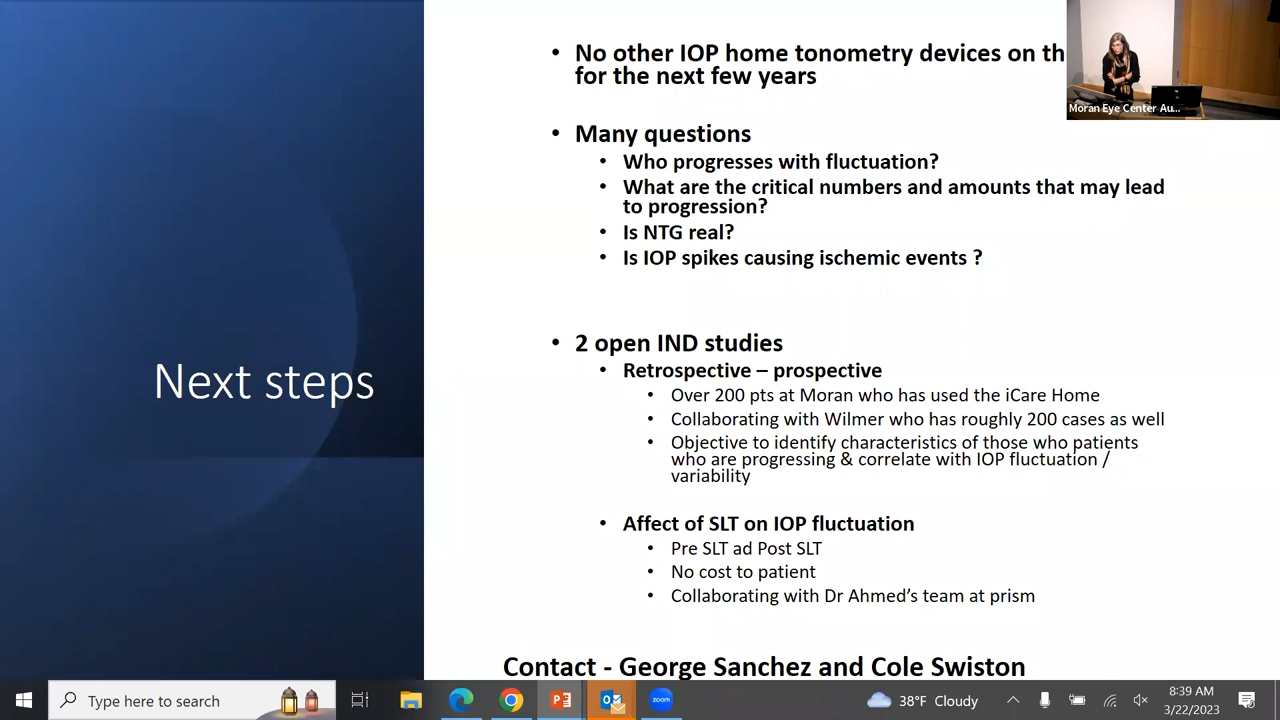 Next steps
• No other IOP home tonometry devices on th
for the next few years
• Many questions
• Who progresses with fluctuation?
• What are the critical numbers and amounts that may lead
to progression?
• Is NTG real?
• Is IOP spikes causing ischemic events ?
• 2 open IND studies
• Retrospective – prospective
• Over 200 pts at Moran who has used the iCare Home
• Collaborating with Wilmer who has roughly 200 cases as well
• Objective to identify characteristics of those who patients
who are progressing & correlate with IOP fluctuation /
variability
• Affect of SLT on IOP fluctuation
• Pre SLT ad Post SLT
• No cost to patient
• Collaborating with Dr Ahmed’s team at prism
Contact - George Sanchez and Cole Swiston
Moran Eye Center Au...
Type here to search
zoom
38°F Cloudy
8:39 AM
3/22/2023